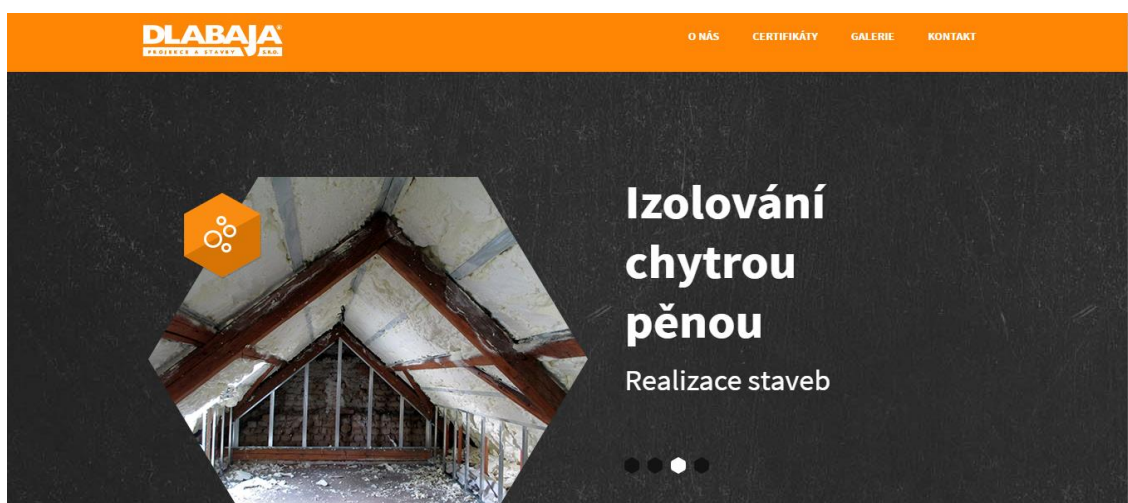 DLABAJA®
PROJEKCE A STAVBY S.R.O.
O NÁS CERTIFIKÁTY GALERIE KONTAKT
Izolování
chytrou
pěnou
Realizace staveb